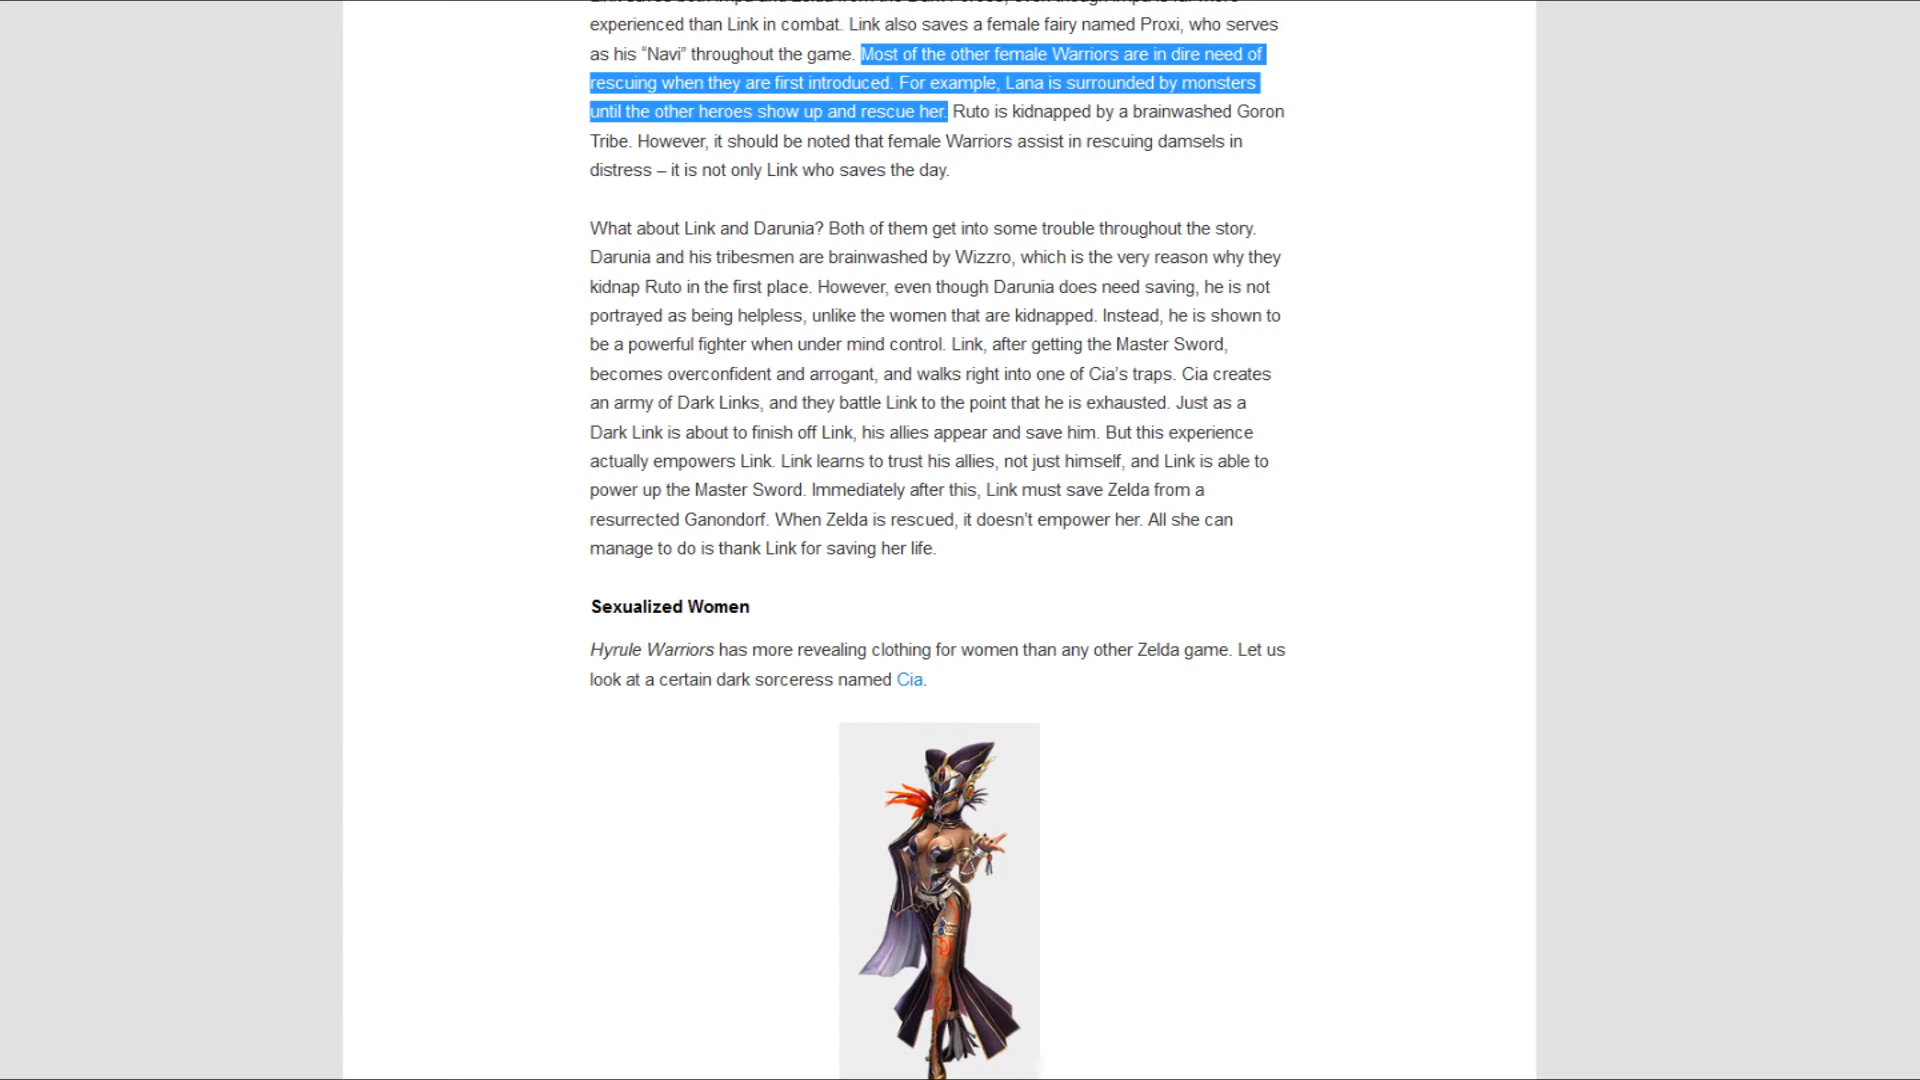 experienced than Link in combat. Link also saves a female fairy named Proxi, who serves
as his “Navi” throughout the game. Most of the other female Warriors are in dire need of
rescuing when they are first introduced. For example, Lana is surrounded by monsters
until the other heroes show up and rescue her. Ruto is kidnapped by a brainwashed Goron
Tribe. However, it should be noted that female Warriors assist in rescuing damsels in
distress – it is not only Link who saves the day.
What about Link and Darunia? Both of them get into some trouble throughout the story.
Darunia and his tribesmen are brainwashed by Wizzro, which is the very reason why they
kidnap Ruto in the first place. However, even though Darunia does need saving, he is not
portrayed as being helpless, unlike the women that are kidnapped. Instead, he is shown to
be a powerful fighter when under mind control. Link, after getting the Master Sword,
becomes overconfident and arrogant, and walks right into one of Cia’s traps. Cia creates
an army of Dark Links, and they battle Link to the point that he is exhausted. Just as a
Dark Link is about to finish off Link, his allies appear and save him. But this experience
actually empowers Link. Link learns to trust his allies, not just himself, and Link is able to
power up the Master Sword. Immediately after this, Link must save Zelda from a
resurrected Ganondorf. When Zelda is rescued, it doesn’t empower her. All she can
manage to do is thank Link for saving her life.
Sexualized Women
Hyrule Warriors has more revealing clothing for women than any other Zelda game. Let us
look at a certain dark sorceress named Cia.